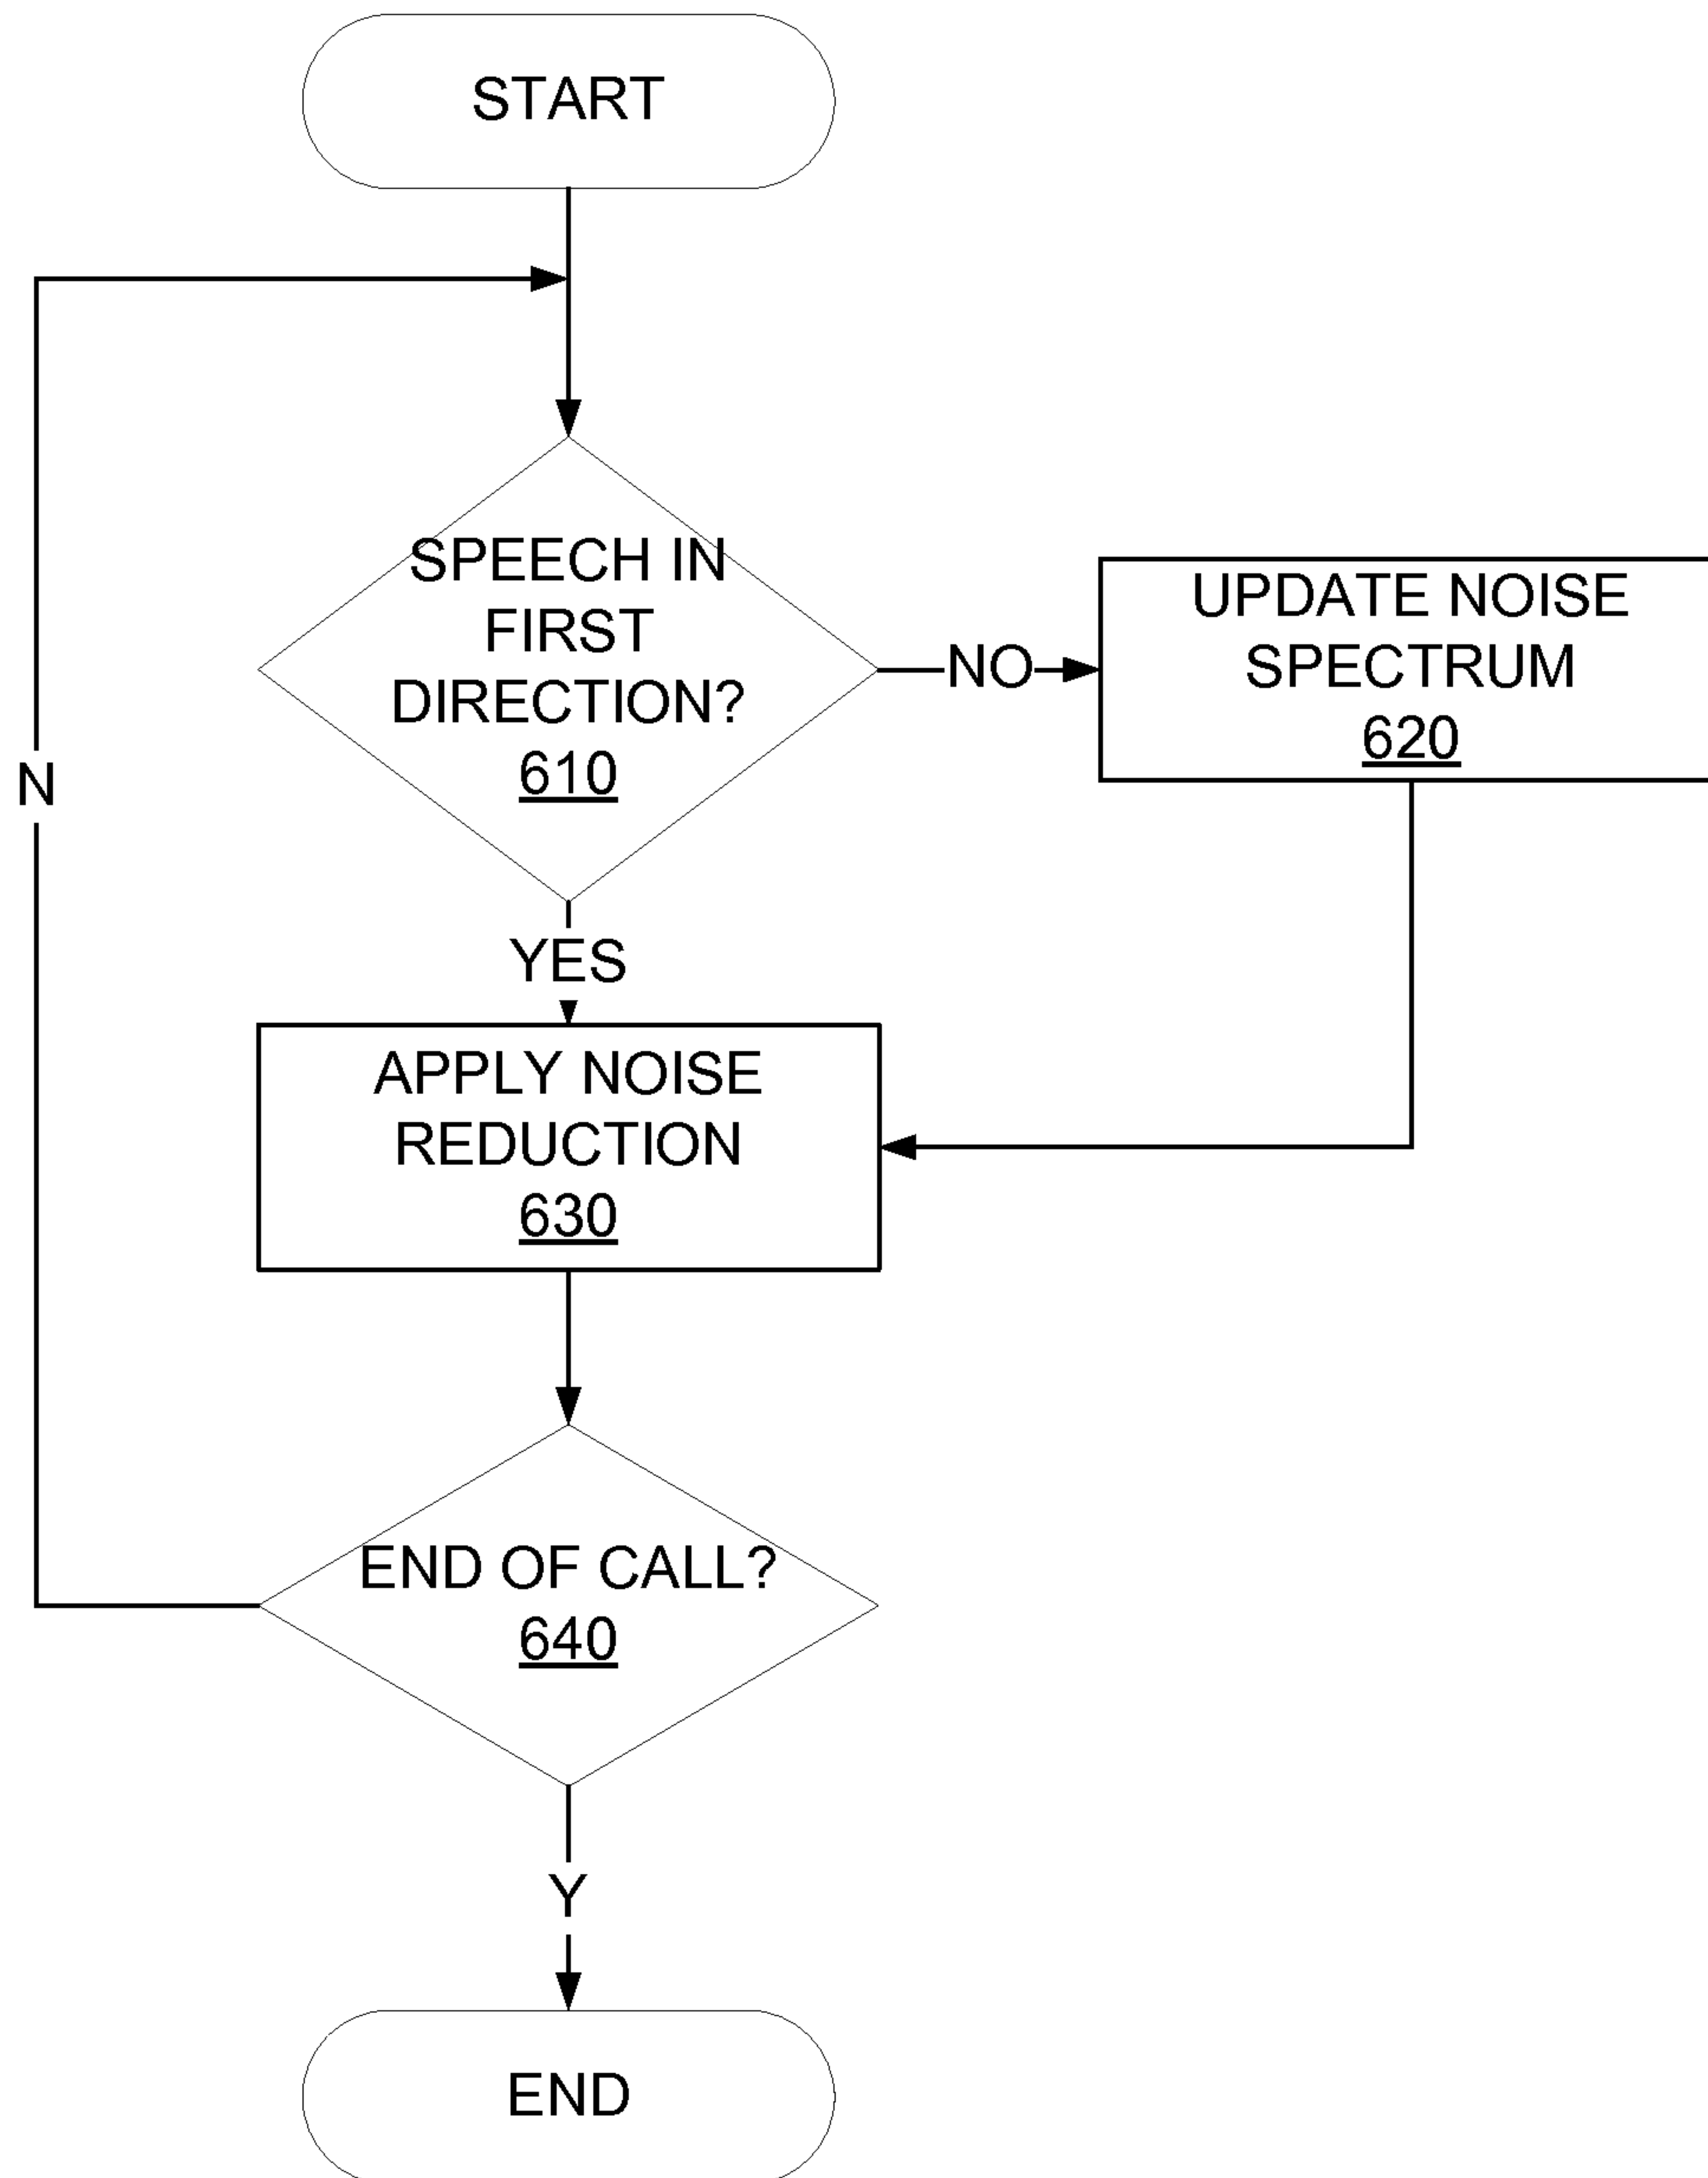 START
SPEECH IN
FIRST
DIRECTION?
610
NO
UPDATE NOISE
SPECTRUM
620
N
YES
APPLY NOISE
REDUCTION
630
END OF CALL?
640
Y
END